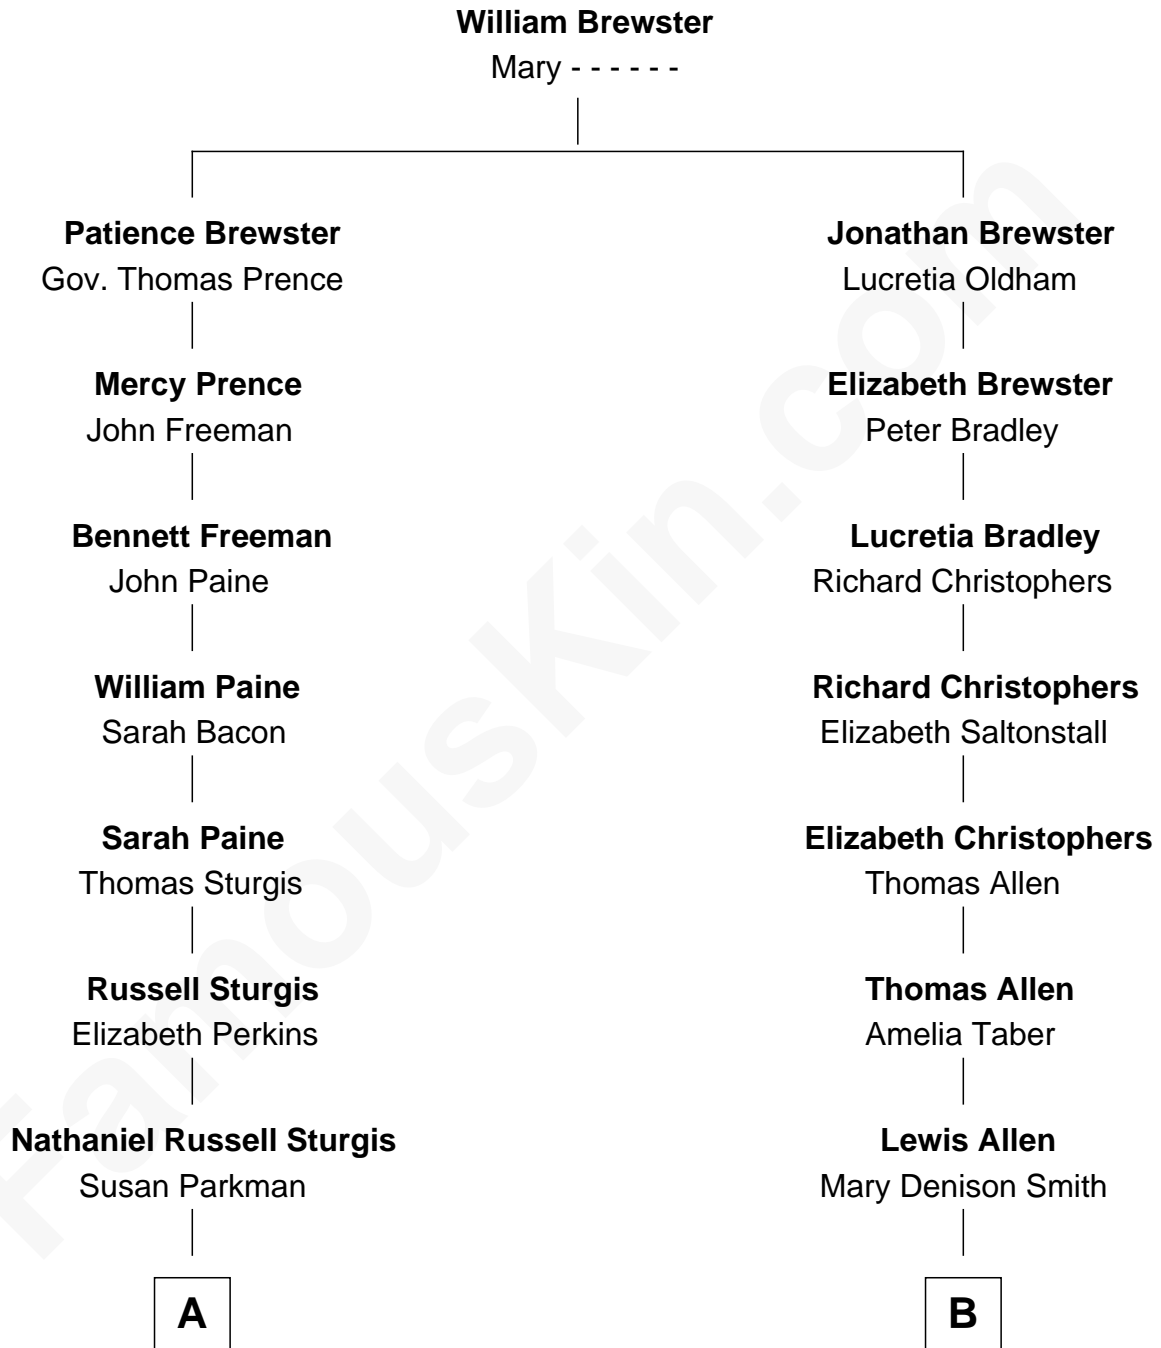 William Brewster
Mary - - - - - -
Patience Brewster
Gov. Thomas Prence
Jonathan Brewster
Lucretia Oldham
Mercy Prence
John Freeman
Elizabeth Brewster
Peter Bradley
Bennett Freeman
John Paine
Lucretia Bradley
Richard Christophers
William Paine
Sarah Bacon
Richard Christophers
Elizabeth Saltonstall
Sarah Paine
Thomas Sturgis
Elizabeth Christophers
Thomas Allen
Russell Sturgis
Elizabeth Perkins
Thomas Allen
Amelia Taber
Nathaniel Russell Sturgis
Susan Parkman
Lewis Allen
Mary Denison Smith
A
B
FamousKin.com